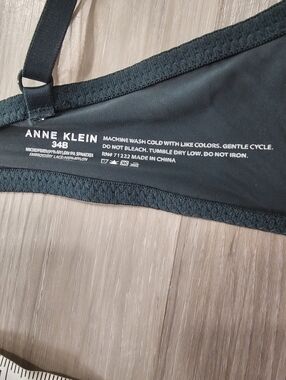 ANNE KLEIN
34B
MACHINE WASH COLD WITH LIKE COLORS. GENTLE CYCLE.
DO NOT BLEACH. TUMBLE DRY LOW. DO NOT IRON.
RN# 71222 MADE IN CHINA